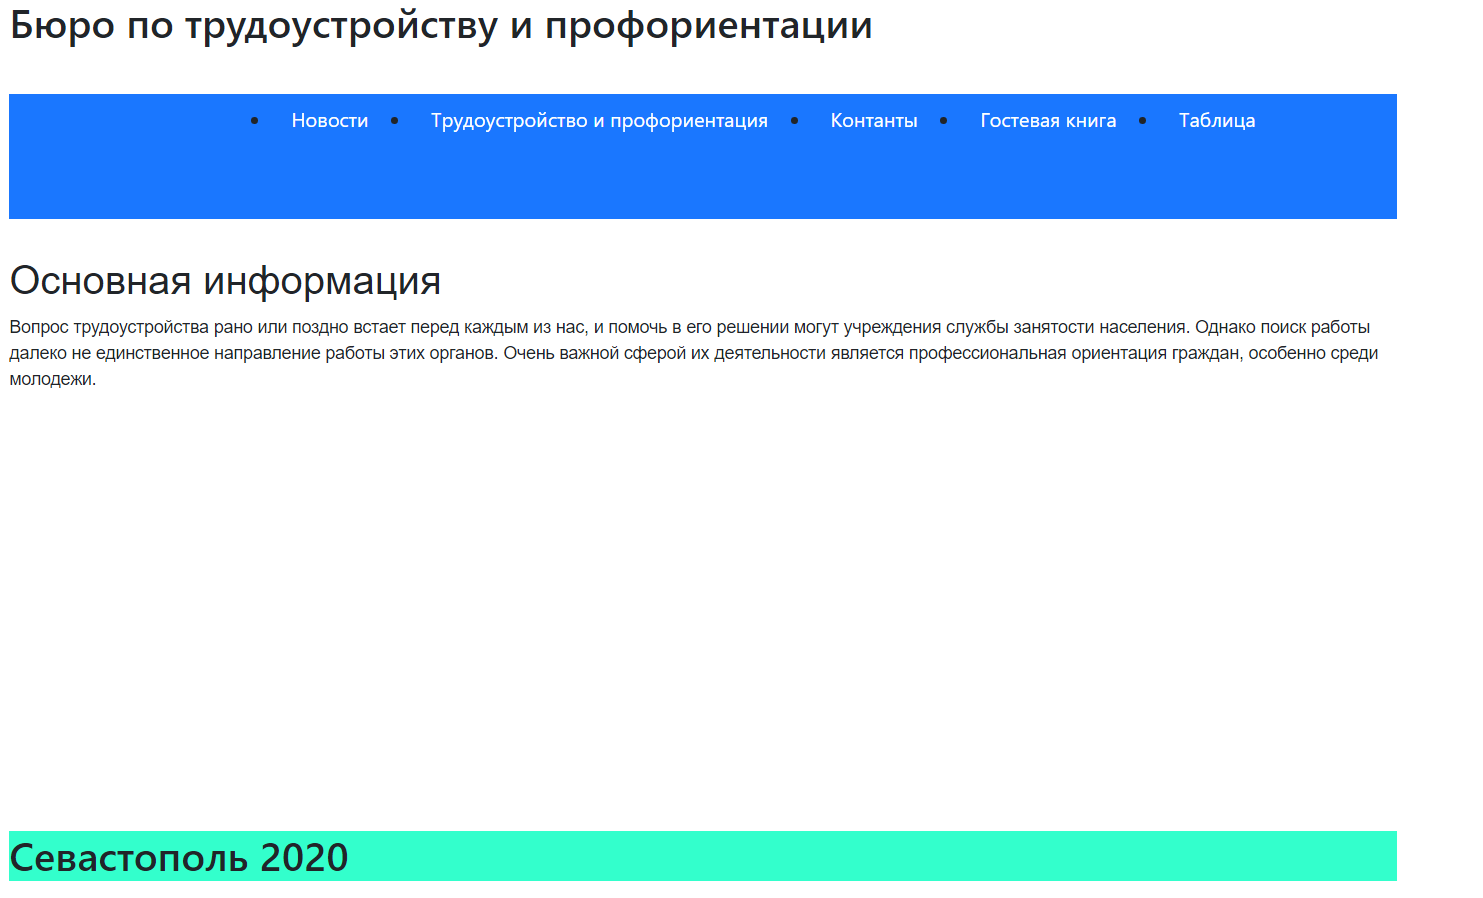 Бюро по трудоустройству и профориентации
Новости Трудоустройство и профориентация Контанты Гостевая книга Таблица
Основная информация
Вопрос трудоустройства рано или поздно встает перед каждым из нас, и помочь в его решении могут учреждения службы занятости населения. Однако поиск работы
далеко не единственное направление работы этих органов. Очень важной сферой их деятельности является профессиональная ориентация граждан, особенно среди
молодежи.
Севастополь 2020